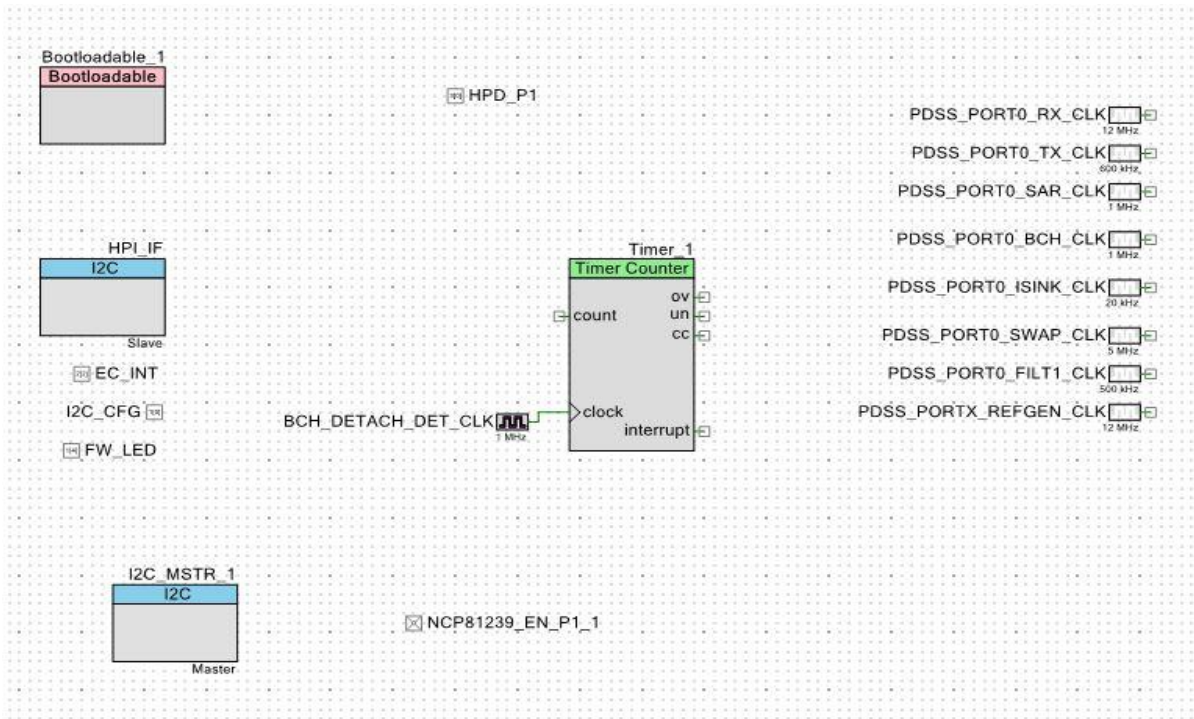 Bootloadable_1
Bootloadable
HPD_P1
PDSS_PORT0_RX_CLK
12 MHz
PDSS_PORT0_TX_CLK
600 kHz
PDSS_PORT0_SAR_CLK
1 MHz
PDSS_PORT0_BCH_CLK
1 MHz
PDSS_PORT0_ISINK_CLK
20 kHz
PDSS_PORT0_SWAP_CLK
5 MHz
PDSS_PORT0_FILT1_CLK
500 kHz
PDSS_PORTX_REFGEN_CLK
12 MHz
HPI_IF
I2C
Slave
EC_INT
I2C_CFG
FW_LED
Timer_1
Timer Counter
ov
count
un
cc
BCH_DETACH_DET_CLK
1 MHz
clock
interrupt
I2C_MSTR_1
I2C
Master
NCP81239_EN_P1_1